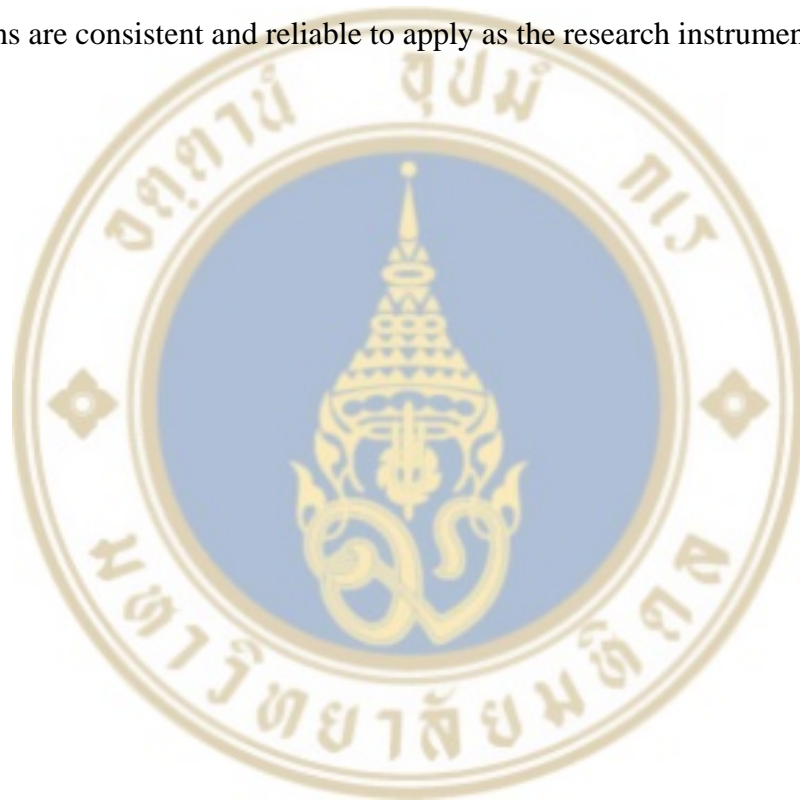 ns are consistent and reliable to apply as the research instrumen
อตฺตานํ อุปมํ กเร
มหาวิทยาลัยมหิดล